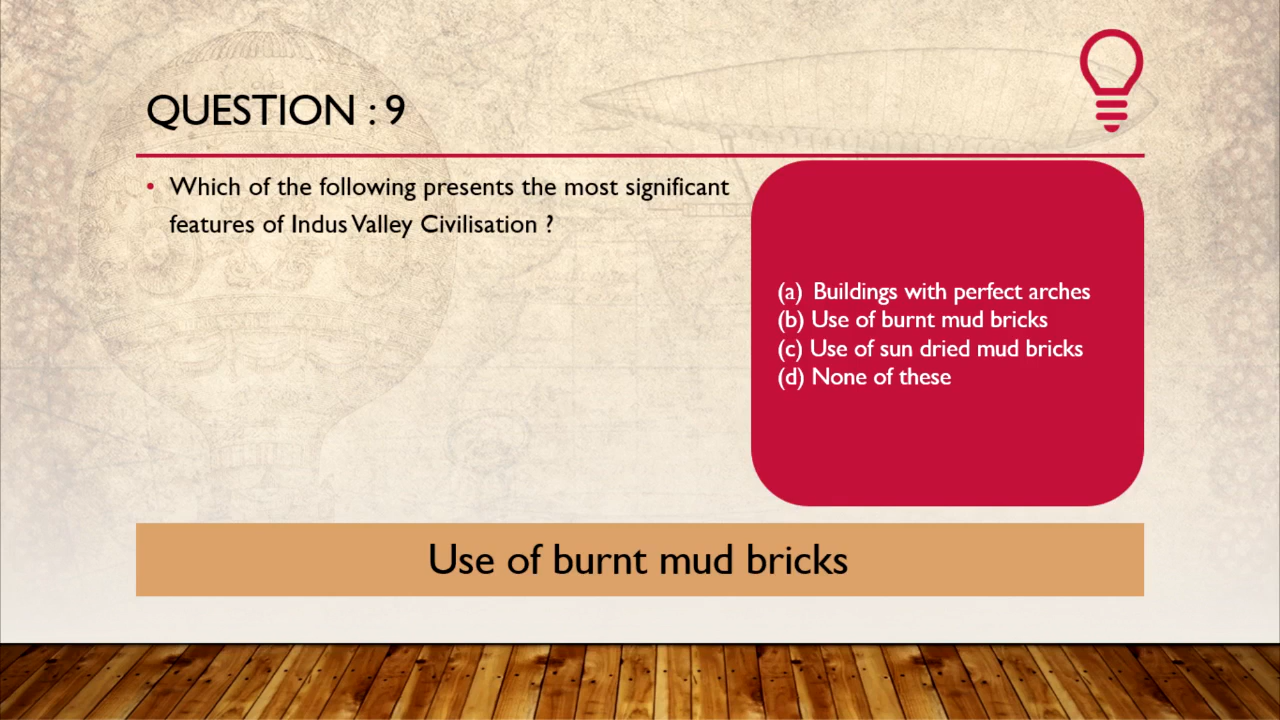 QUESTION : 9
• Which of the following presents the most significant
features of Indus Valley Civilisation ?
(a) Buildings with perfect arches
(b) Use of burnt mud bricks
(c) Use of sun dried mud bricks
(d) None of these
Use of burnt mud bricks